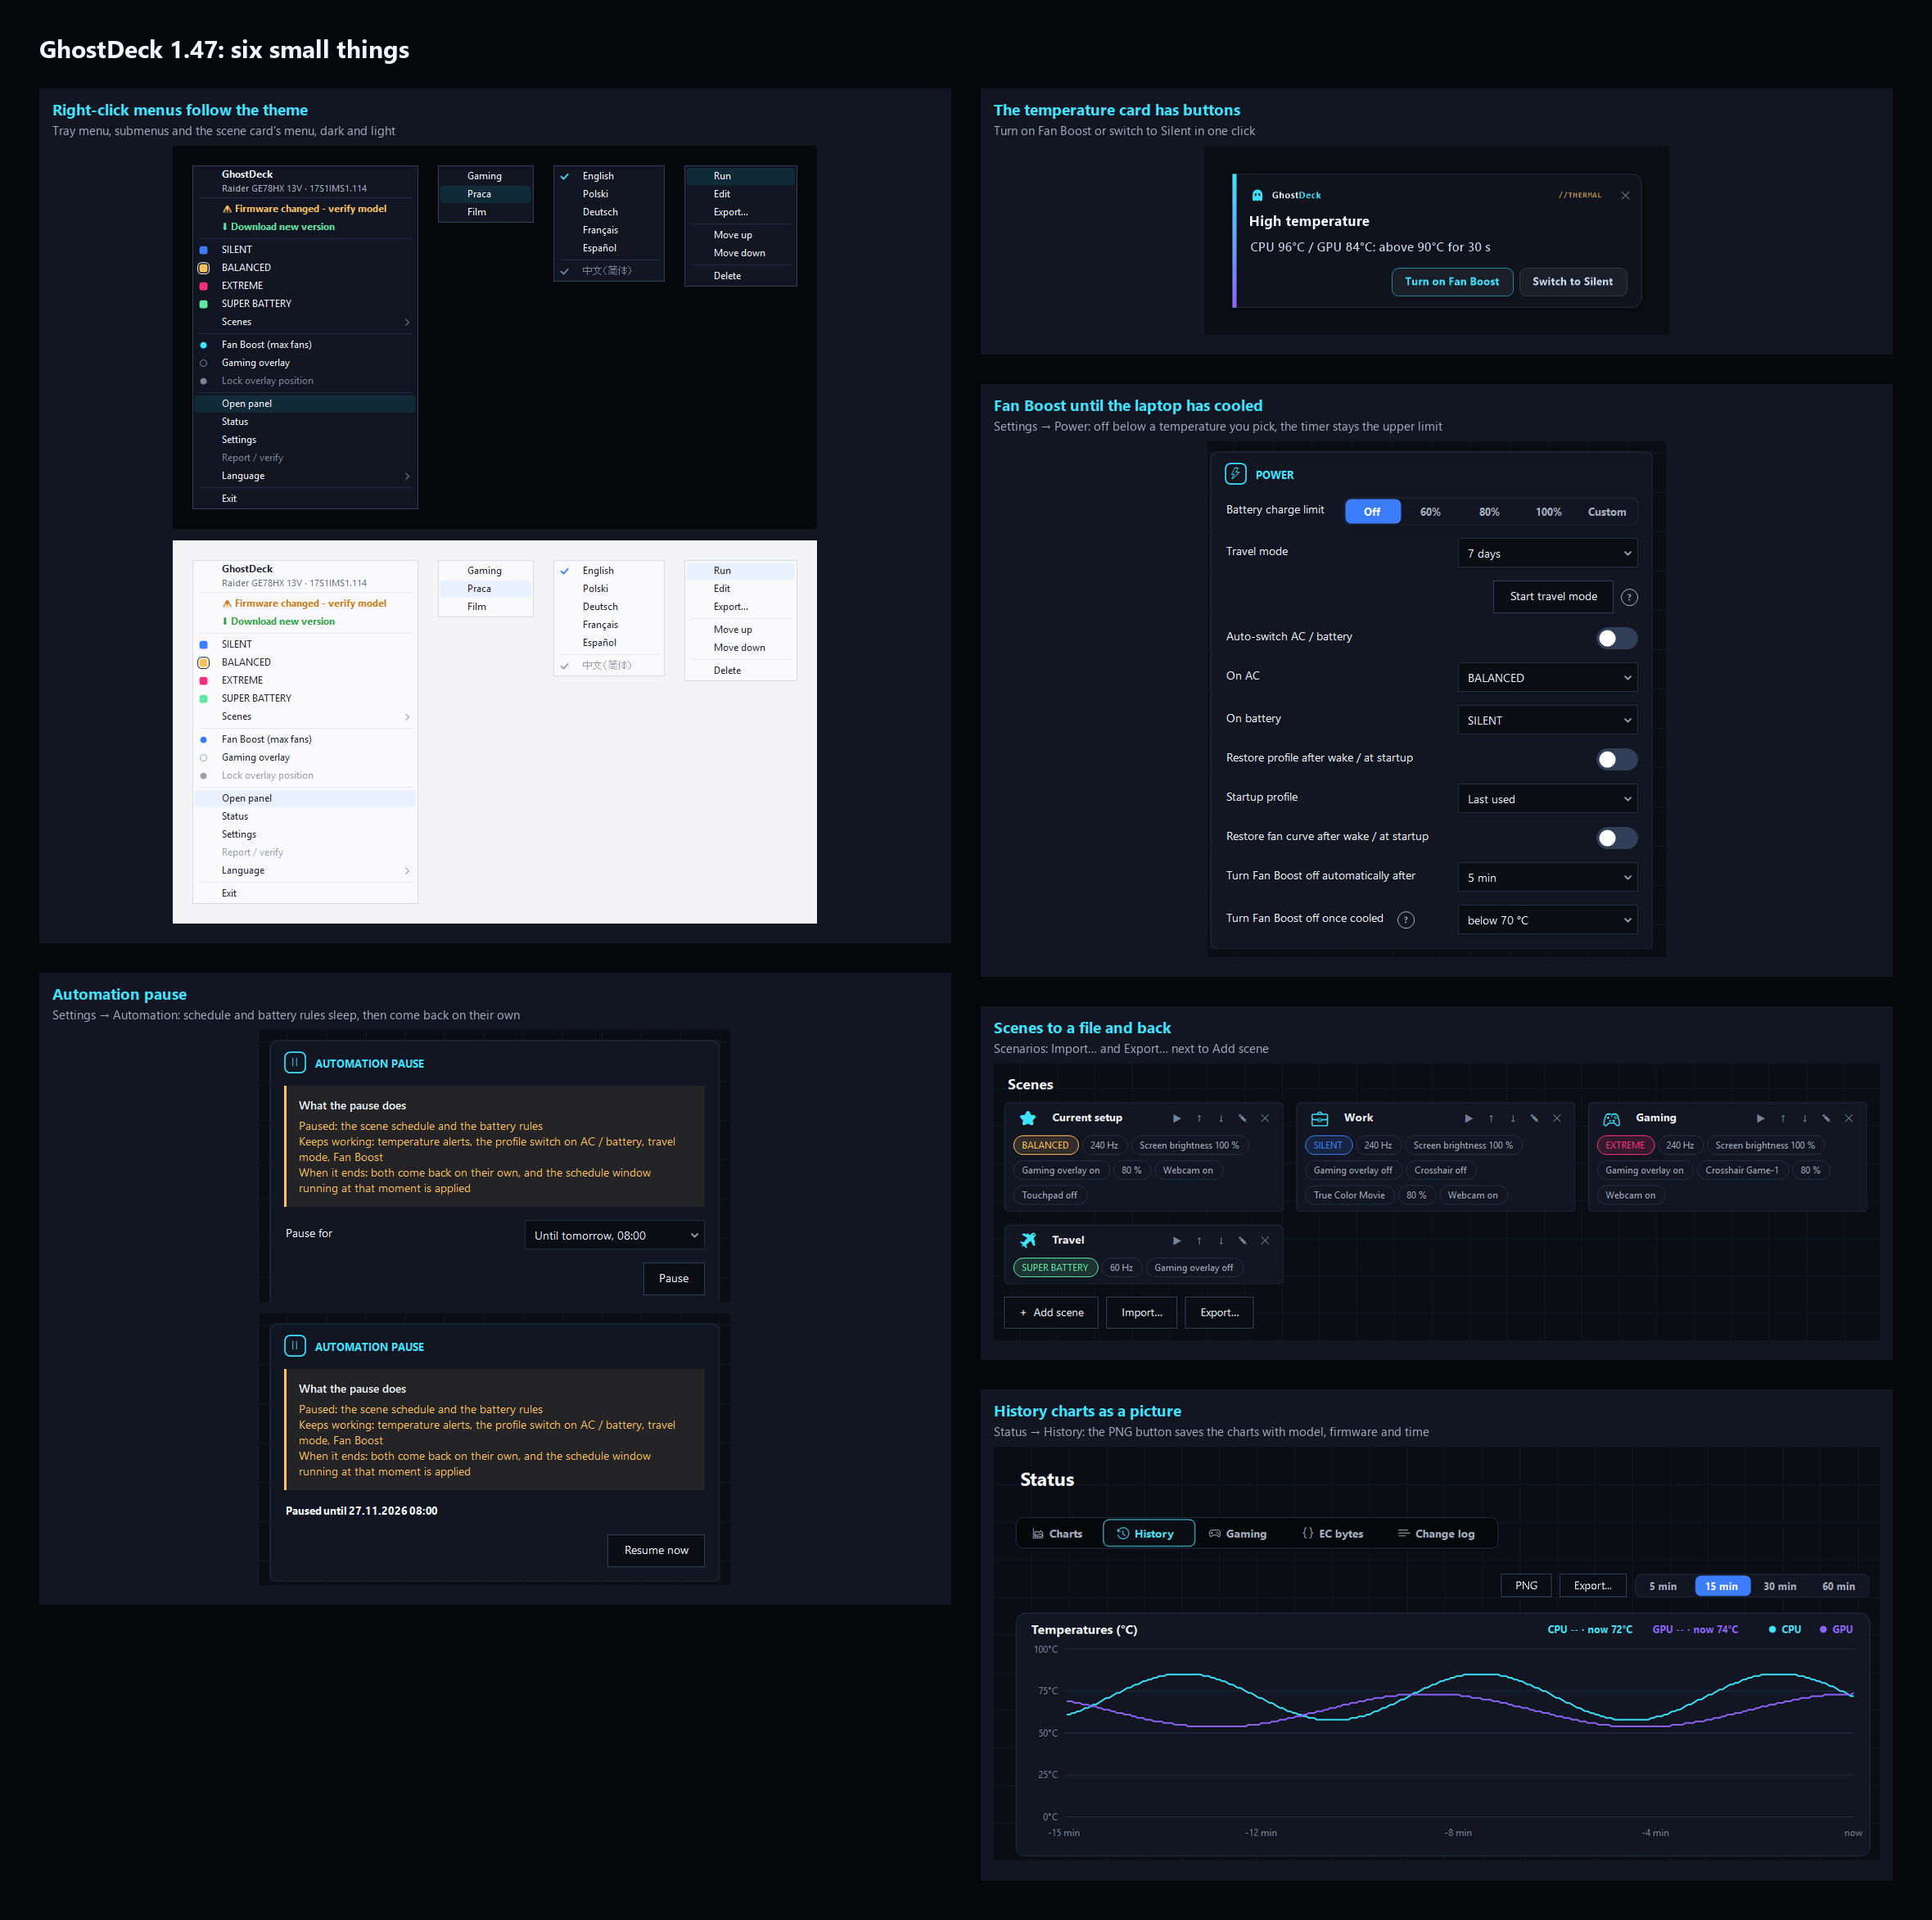 GhostDeck 1.47: six small things
Right-click menus follow the theme
Tray menu, submenus and the scene card's menu, dark and light
GhostDeck
Raider GE78HX 13V · 17S1IMS1.114
Firmware changed - verify model
Download new version
SILENT
BALANCED
EXTREME
SUPER BATTERY
Scenes
Fan Boost (max fans)
Gaming overlay
Lock overlay position
Open panel
Status
Settings
Report / verify
Language
Exit
Gaming
Praca
Film
English
Polski
Deutsch
Français
Español
中文(简体)
Run
Edit
Export...
Move up
Move down
Delete
GhostDeck
Raider GE78HX 13V · 17S1IMS1.114
Firmware changed - verify model
Download new version
SILENT
BALANCED
EXTREME
SUPER BATTERY
Scenes
Fan Boost (max fans)
Gaming overlay
Lock overlay position
Open panel
Status
Settings
Report / verify
Language
Exit
Gaming
Praca
Film
English
Polski
Deutsch
Français
Español
中文(简体)
Run
Edit
Export...
Move up
Move down
Delete
Automation pause
Settings → Automation: schedule and battery rules sleep, then come back on their own
AUTOMATION PAUSE
What the pause does
Paused: the scene schedule and the battery rules
Keeps working: temperature alerts, the profile switch on AC / battery, travel
mode, Fan Boost
When it ends: both come back on their own, and the schedule window
running at that moment is applied
Pause for
Until tomorrow, 08:00
Pause
AUTOMATION PAUSE
What the pause does
Paused: the scene schedule and the battery rules
Keeps working: temperature alerts, the profile switch on AC / battery, travel
mode, Fan Boost
When it ends: both come back on their own, and the schedule window
running at that moment is applied
Paused until 27.11.2026 08:00
Resume now
The temperature card has buttons
Turn on Fan Boost or switch to Silent in one click
GhostDeck //THERMAL
High temperature
CPU 96°C / GPU 84°C: above 90°C for 30 s
Turn on Fan Boost Switch to Silent
Fan Boost until the laptop has cooled
Settings → Power: off below a temperature you pick, the timer stays the upper limit
POWER
Battery charge limit Off 60% 80% 100% Custom
Travel mode 7 days
Start travel mode ?
Auto-switch AC / battery
On AC BALANCED
On battery SILENT
Restore profile after wake / at startup
Startup profile Last used
Restore fan curve after wake / at startup
Turn Fan Boost off automatically after 5 min
Turn Fan Boost off once cooled ? below 70 °C
Scenes to a file and back
Scenarios: Import... and Export... next to Add scene
Scenes
Current setup
BALANCED 240 Hz Screen brightness 100 %
Gaming overlay on 80 % Webcam on
Touchpad off
Work
SILENT 240 Hz Screen brightness 100 %
Gaming overlay off Crosshair off
True Color Movie 80 % Webcam on
Gaming
EXTREME 240 Hz Screen brightness 100 %
Gaming overlay on Crosshair Game-1 80 %
Webcam on
Travel
SUPER BATTERY 60 Hz Gaming overlay off
+ Add scene Import... Export...
History charts as a picture
Status → History: the PNG button saves the charts with model, firmware and time
Status
Charts History Gaming EC bytes Change log
PNG Export... 5 min 15 min 30 min 60 min
Temperatures (°C) CPU -- · now 72°C GPU -- · now 74°C CPU GPU
100°C
75°C
50°C
25°C
0°C
-15 min -12 min -8 min -4 min now